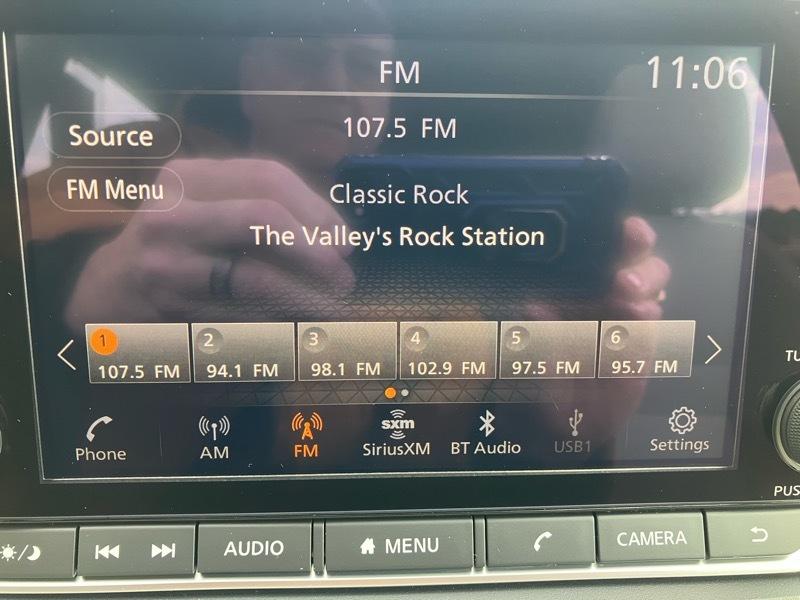 FM
11:06
107.5 FM
Source
FM Menu
Classic Rock
The Valley's Rock Station
1
107.5 FM
2
94.1 FM
3
98.1 FM
4
102.9 FM
5
97.5 FM
6
95.7 FM
Phone
AM
FM
sxm
SiriusXM
BT Audio
USB1
Settings
TU
PUS
AUDIO
MENU
CAMERA